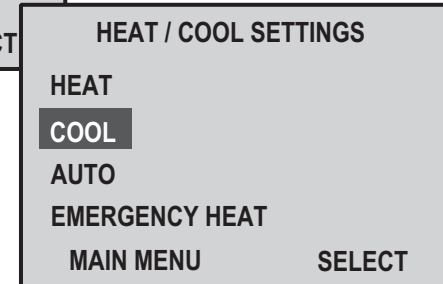 HEAT / COOL SETTINGS
HEAT
COOL
AUTO
EMERGENCY HEAT
MAIN MENU SELECT